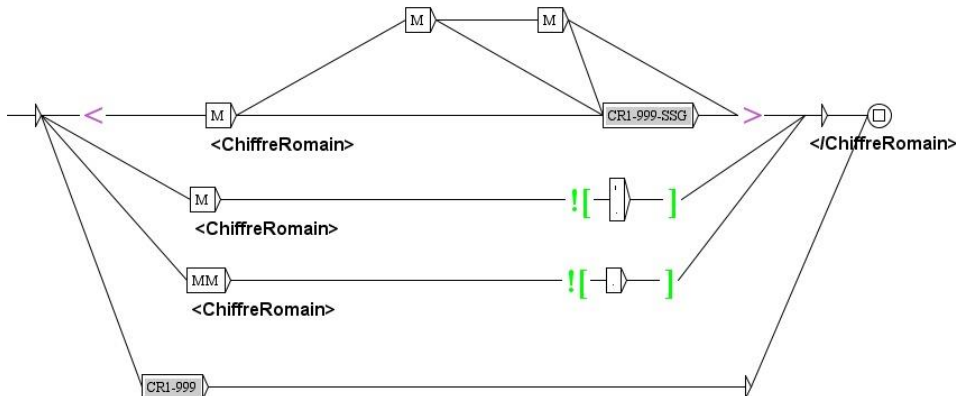 M M
< M CR1-999-SSG >
<ChiffreRomain> </ChiffreRomain>
M ![ ' . ]
<ChiffreRomain>
MM ![ . ]
<ChiffreRomain>
CR1-999